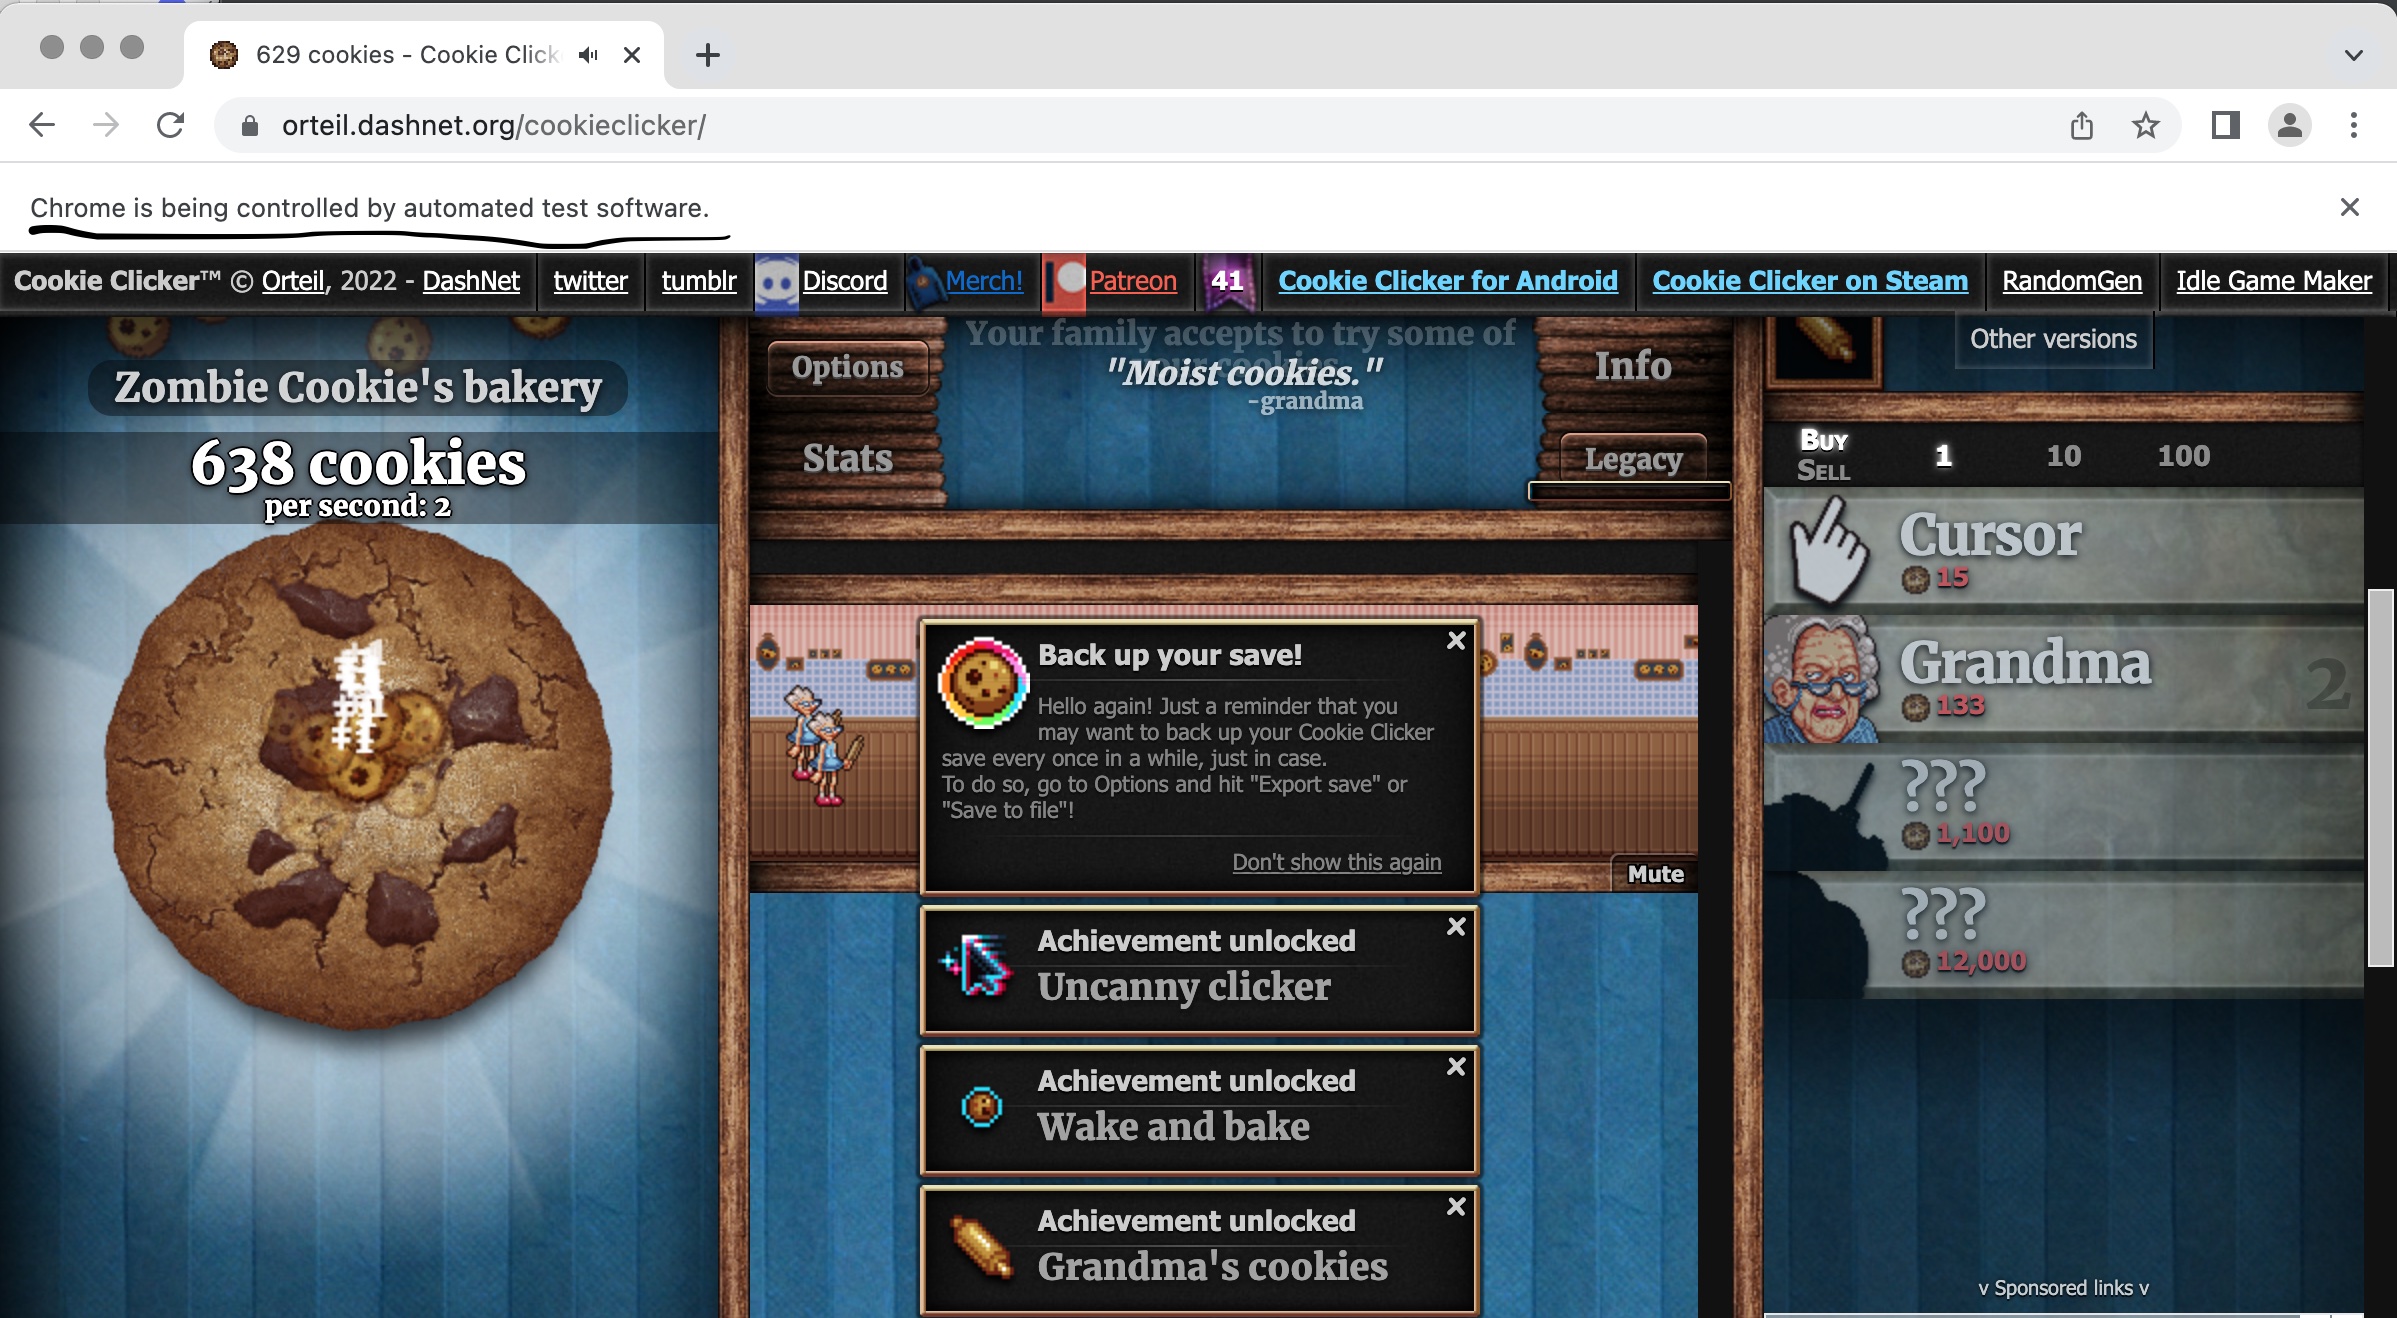 629 cookies - Cookie Click
orteil.dashnet.org/cookieclicker/
Chrome is being controlled by automated test software.
Cookie Clicker™ © Orteil, 2022 - DashNet
twitter
tumblr
Discord
Merch!
Patreon
41
Cookie Clicker for Android
Cookie Clicker on Steam
RandomGen
Idle Game Maker
Zombie Cookie's bakery
638 cookies
per second: 2
+1
Options
Stats
Your family accepts to try some of
your cookies.
"Moist cookies."
-grandma
Info
Legacy
Back up your save!
Hello again! Just a reminder that you
may want to back up your Cookie Clicker
save every once in a while, just in case.
To do so, go to Options and hit "Export save" or
"Save to file"!
Don't show this again
Mute
Achievement unlocked
Uncanny clicker
Achievement unlocked
Wake and bake
Achievement unlocked
Grandma's cookies
Other versions
Buy
Sell
1 10 100
Cursor
15
Grandma
133
2
???
1,100
???
12,000
v Sponsored links v